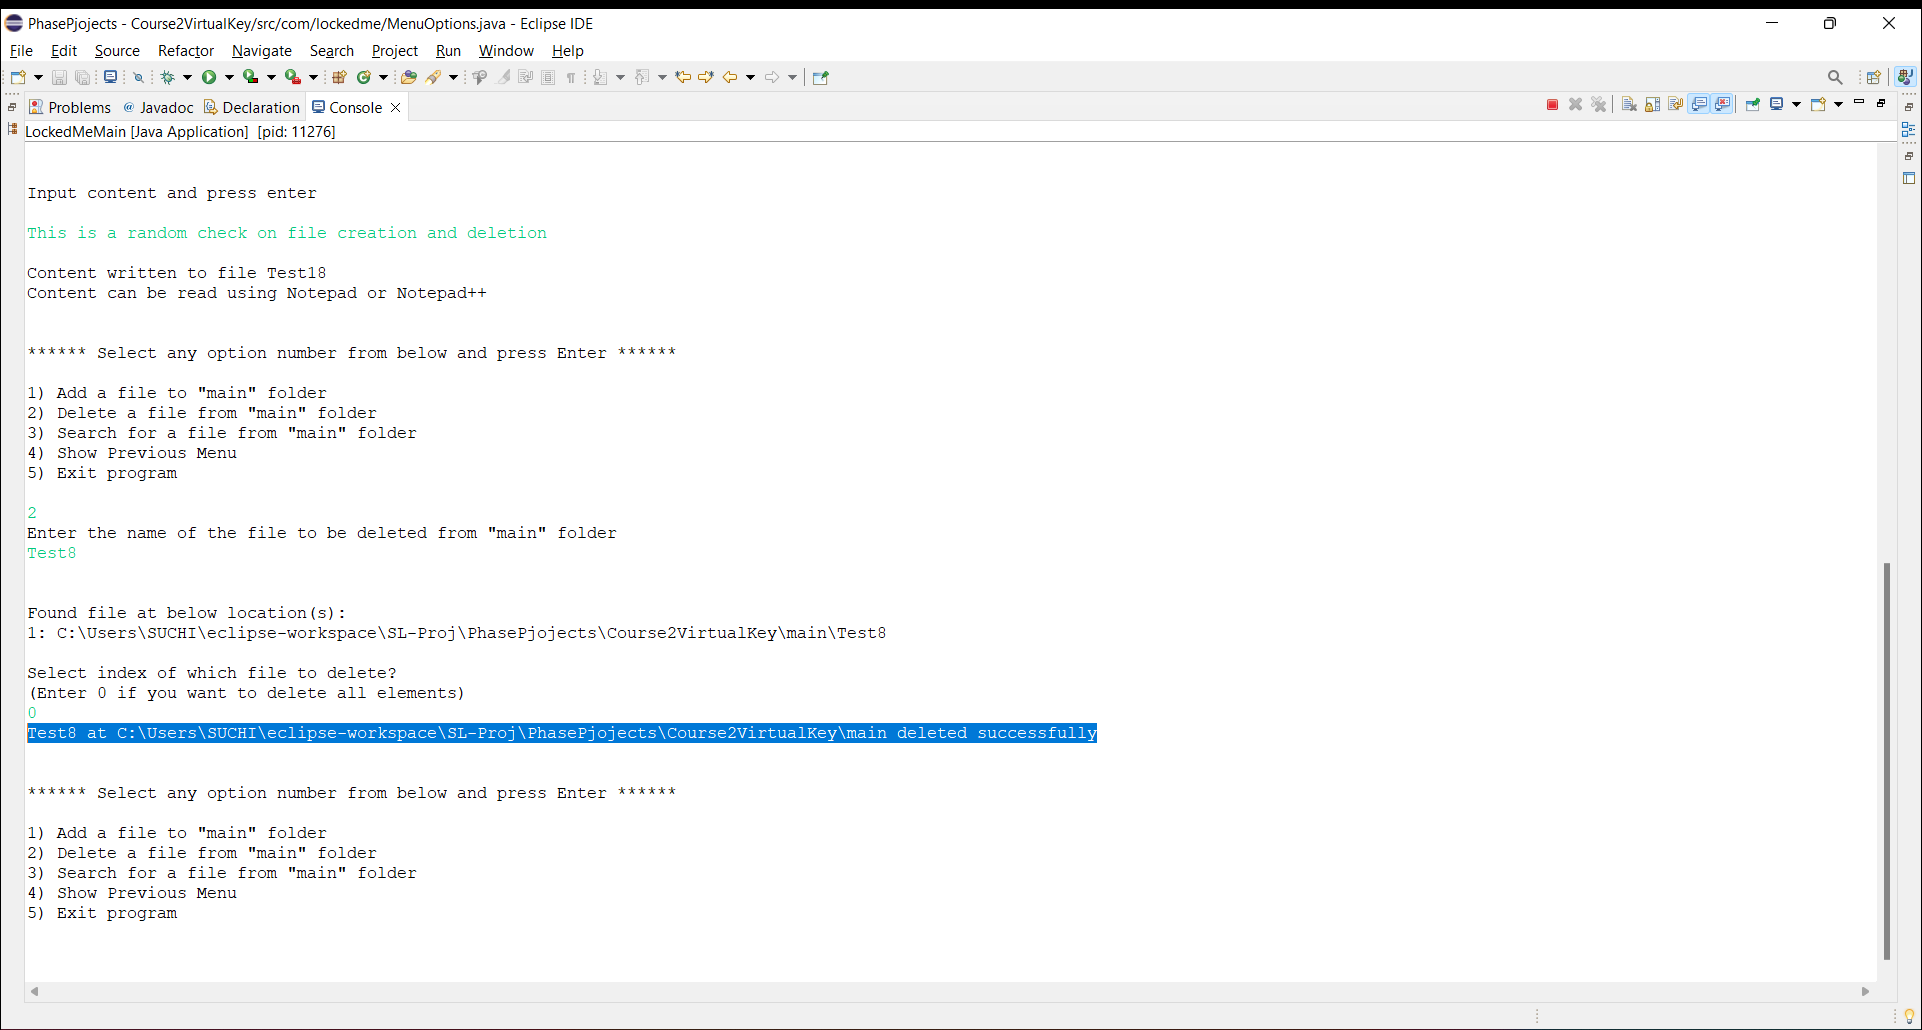 PhasePjojects - Course2VirtualKey/src/com/lockedme/MenuOptions.java - Eclipse IDE
File Edit Source Refactor Navigate Search Project Run Window Help
Problems @ Javadoc Declaration Console
LockedMeMain [Java Application] [pid: 11276]
Input content and press enter
This is a random check on file creation and deletion
Content written to file Test18
Content can be read using Notepad or Notepad++
****** Select any option number from below and press Enter ******
1) Add a file to "main" folder
2) Delete a file from "main" folder
3) Search for a file from "main" folder
4) Show Previous Menu
5) Exit program
2
Enter the name of the file to be deleted from "main" folder
Test8
Found file at below location(s):
1: C:\Users\SUCHI\eclipse-workspace\SL-Proj\PhasePjojects\Course2VirtualKey\main\Test8
Select index of which file to delete?
(Enter 0 if you want to delete all elements)
0
Test8 at C:\Users\SUCHI\eclipse-workspace\SL-Proj\PhasePjojects\Course2VirtualKey\main deleted successfully
****** Select any option number from below and press Enter ******
1) Add a file to "main" folder
2) Delete a file from "main" folder
3) Search for a file from "main" folder
4) Show Previous Menu
5) Exit program